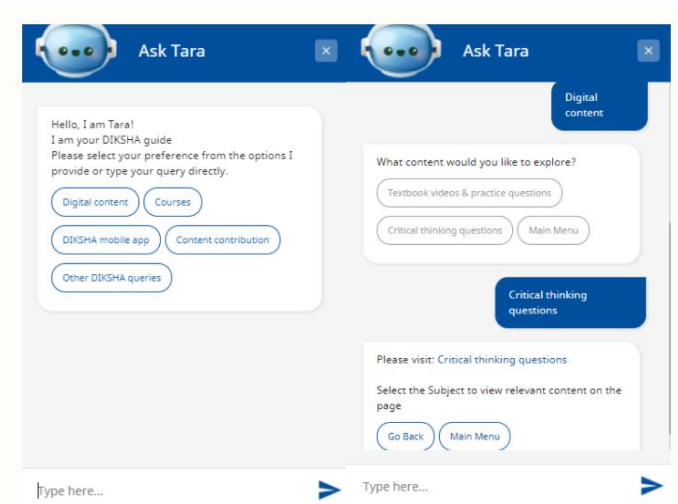 Ask Tara
×
Hello, I am Tara!
I am your DIKSHA guide
Please select your preference from the options I
provide or type your query directly.
Digital content
Courses
DIKSHA mobile app
Content contribution
Other DIKSHA queries
Type here...
Ask Tara
×
Digital
content
What content would you like to explore?
Textbook videos & practice questions
Critical thinking questions
Main Menu
Critical thinking
questions
Please visit: Critical thinking questions
Select the Subject to view relevant content on the
page
Go Back
Main Menu
Type here...